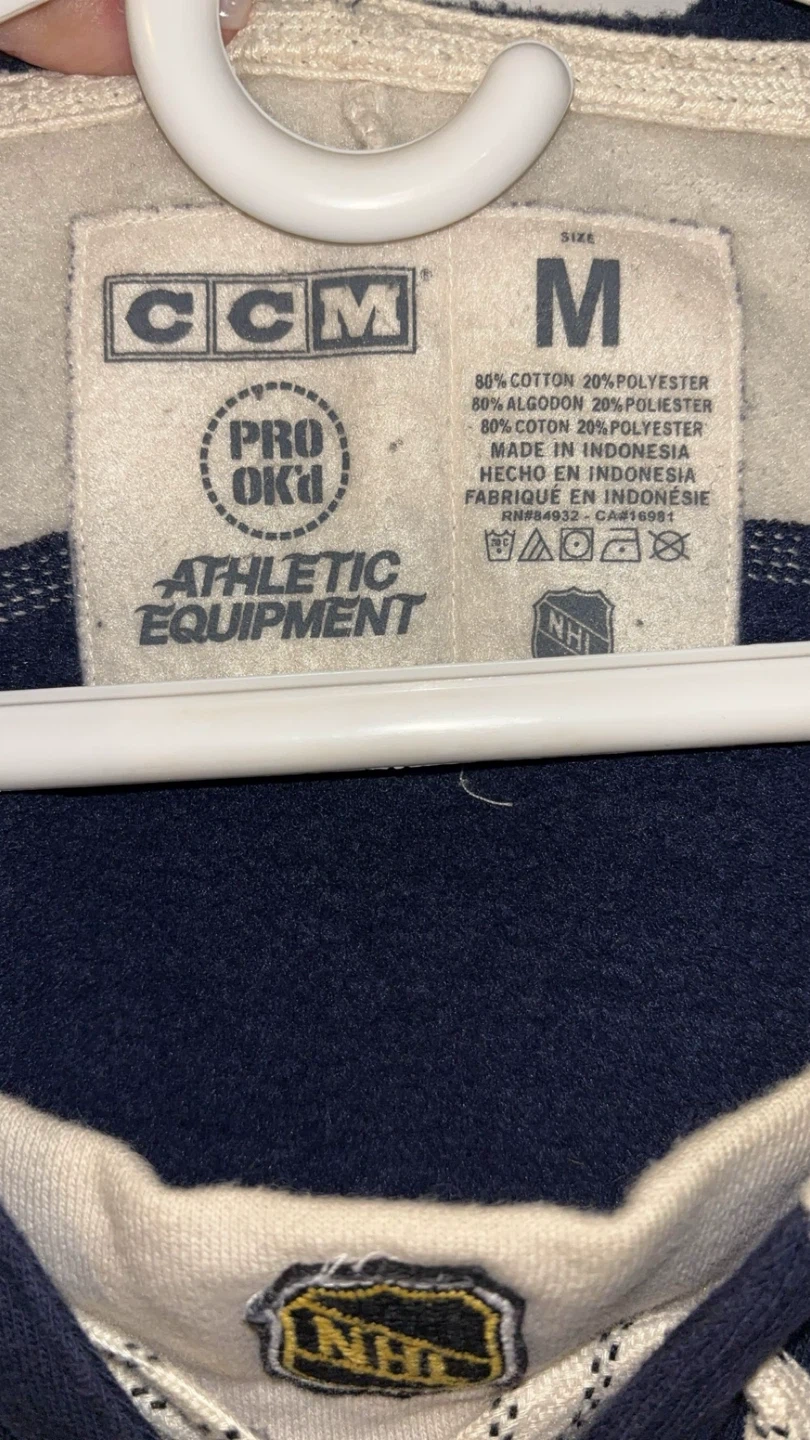 CCM®
PRO
OK'd
ATHLETIC
EQUIPMENT
SIZE
M
80% COTTON 20% POLYESTER
80% ALGODON 20% POLIESTER
80% COTON 20% POLYESTER
MADE IN INDONESIA
HECHO EN INDONESIA
FABRIQUÉ EN INDONÉSIE
RN#84932 - CA#16981
30 C
NHL
NHL